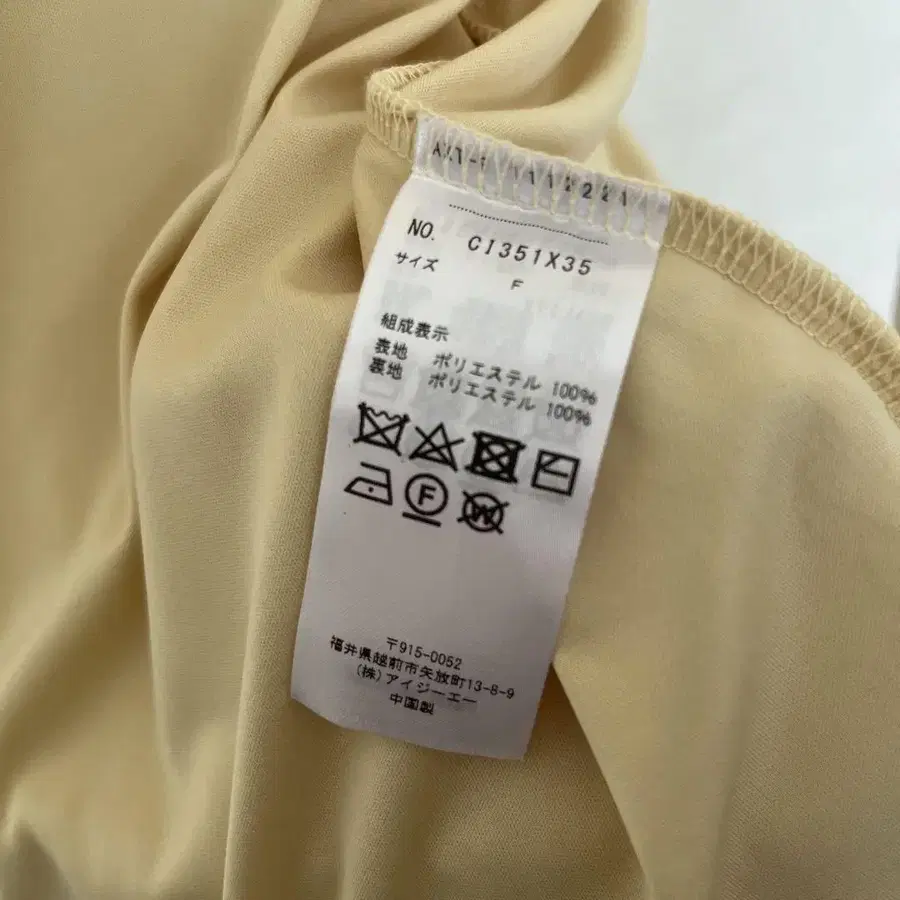 NO. CI351X35
サイズ F
組成表示
表地 ポリエステル 100%
裏地 ポリエステル 100%
F
W
〒915-0052
福井県越前市矢放町13-8-9
(株)アイジーエー
中国製